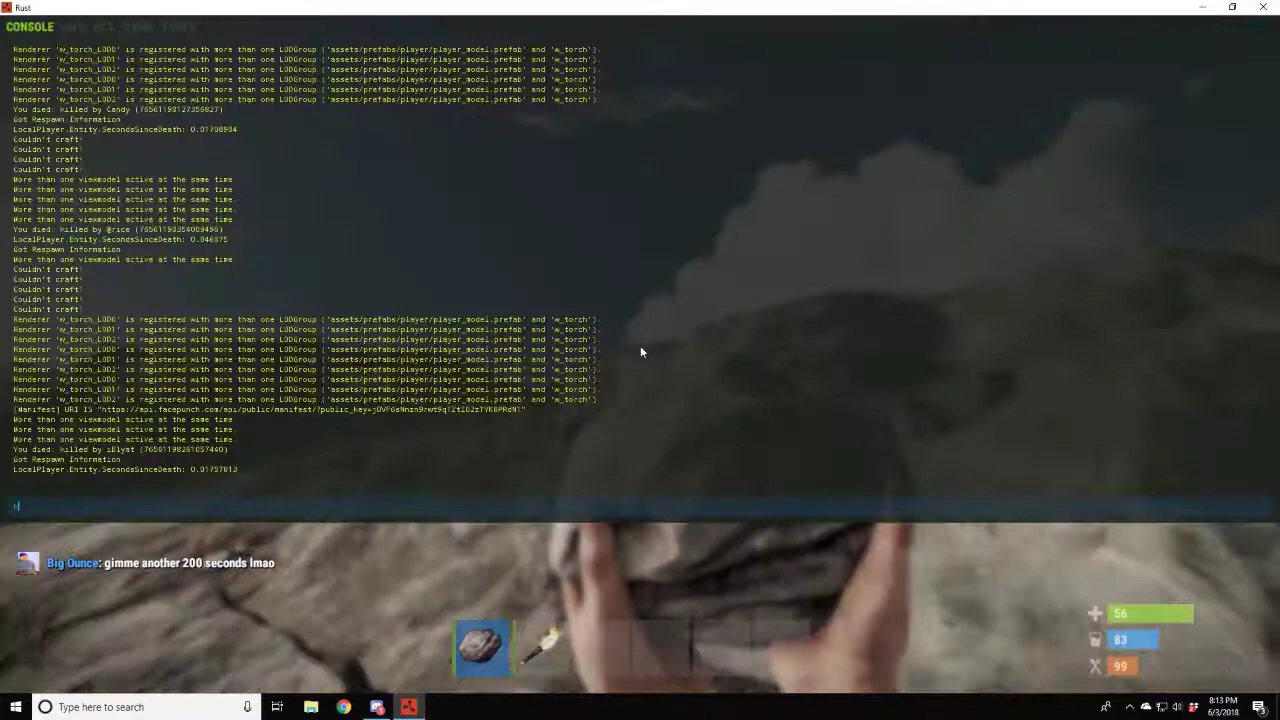 Rust
CONSOLE
Renderer 'w_torch_LOD0' is registered with more than one LODGroup ('assets/prefabs/player/player_model.prefab' and 'w_torch').
Renderer 'w_torch_LOD1' is registered with more than one LODGroup ('assets/prefabs/player/player_model.prefab' and 'w_torch').
Renderer 'w_torch_LOD2' is registered with more than one LODGroup ('assets/prefabs/player/player_model.prefab' and 'w_torch').
Renderer 'w_torch_LOD0' is registered with more than one LODGroup ('assets/prefabs/player/player_model.prefab' and 'w_torch')
Renderer 'w_torch_LOD1' is registered with more than one LODGroup ('assets/prefabs/player/player_model.prefab' and 'w_torch').
Renderer 'w_torch_LOD2' is registered with more than one LODGroup ('assets/prefabs/player/player_model.prefab' and 'w_torch')
You died: killed by Candy (76561198127356827)
Got Respawn Information
LocalPlayer.Entity.SecondsSinceDeath: 0.01708984
Couldn't craft!
Couldn't craft!
Couldn't craft!
Couldn't craft!
More than one viewmodel active at the same time
More than one viewmodel active at the same time
More than one viewmodel active at the same time.
More than one viewmodel active at the same time.
More than one viewmodel active at the same time
You died: killed by @rice (76561198354009496)
LocalPlayer.Entity.SecondsSinceDeath: 0.046875
Got Respawn Information
More than one viewmodel active at the same time
Couldn't craft!
Couldn't craft!
Couldn't craft!
Couldn't craft!
Couldn't craft!
Renderer 'w_torch_LOD0' is registered with more than one LODGroup ('assets/prefabs/player/player_model.prefab' and 'w_torch').
Renderer 'w_torch_LOD1' is registered with more than one LODGroup ('assets/prefabs/player/player_model.prefab' and 'w_torch').
Renderer 'w_torch_LOD2' is registered with more than one LODGroup ('assets/prefabs/player/player_model.prefab' and 'w_torch').
Renderer 'w_torch_LOD0' is registered with more than one LODGroup ('assets/prefabs/player/player_model.prefab' and 'w_torch').
Renderer 'w_torch_LOD1' is registered with more than one LODGroup ('assets/prefabs/player/player_model.prefab' and 'w_torch').
Renderer 'w_torch_LOD2' is registered with more than one LODGroup ('assets/prefabs/player/player_model.prefab' and 'w_torch').
Renderer 'w_torch_LOD0' is registered with more than one LODGroup ('assets/prefabs/player/player_model.prefab' and 'w_torch').
Renderer 'w_torch_LOD1' is registered with more than one LODGroup ('assets/prefabs/player/player_model.prefab' and 'w_torch').
Renderer 'w_torch_LOD2' is registered with more than one LODGroup ('assets/prefabs/player/player_model.prefab' and 'w_torch')
[Manifest] URI IS
More than one viewmodel active at the same time
More than one viewmodel active at the same time.
More than one viewmodel active at the same time.
You died: killed by iBlyat (76561198261057440)
Got Respawn Information
LocalPlayer.Entity.SecondsSinceDeath: 0.01757813
Big Ounce: gimme another 200 seconds lmao
56
83
99
Type here to search
8:13 PM
6/3/2018
3